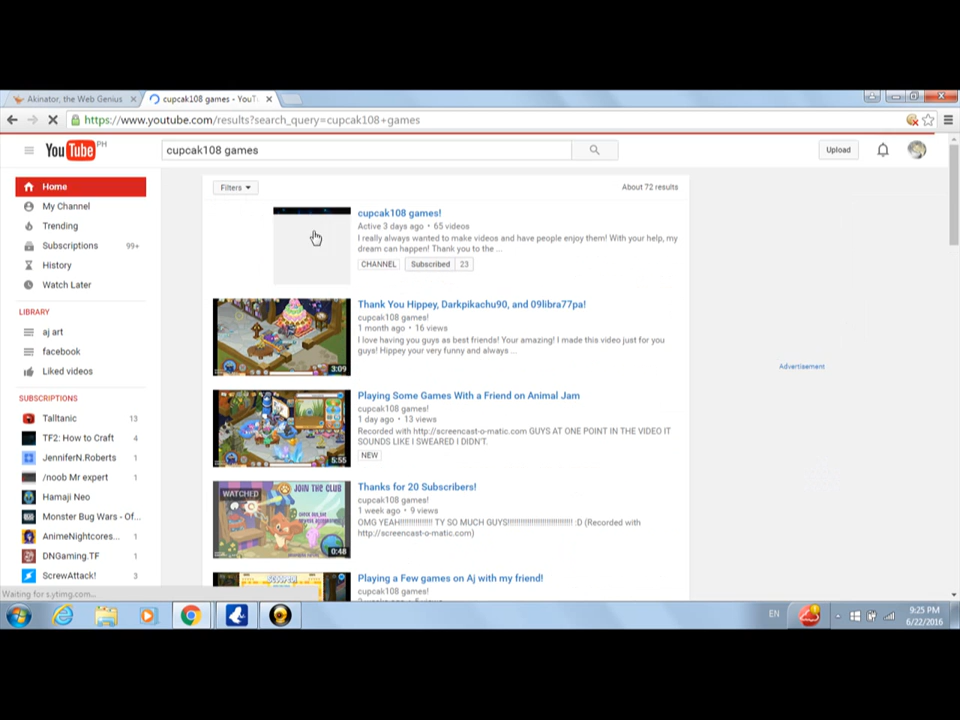 Akinator, the Web Genius
cupcak108 games - YouT
https://www.youtube.com/results?search_query=cupcak108+games
YouTube PH
cupcak108 games
Upload
Home
My Channel
Trending
Subscriptions 99+
History
Watch Later
LIBRARY
aj art
facebook
Liked videos
SUBSCRIPTIONS
Talltanic 13
TF2: How to Craft 4
JenniferN.Roberts 1
/noob Mr expert 1
Hamaji Neo
Monster Bug Wars - Of...
AnimeNightcores... 1
DNGaming.TF 1
ScrewAttack! 3
Filters
About 72 results
cupcak108 games!
Active 3 days ago • 65 videos
I really always wanted to make videos and have people enjoy them! With your help, my
dream can happen! Thank you to the ...
CHANNEL Subscribed 23
3:09
Thank You Hippey, Darkpikachu90, and 09libra77pa!
cupcak108 games!
1 month ago • 16 views
I love having you guys as best friends! Your amazing! I made this video just for you
guys! Hippey your very funny and always ...
5:55
Playing Some Games With a Friend on Animal Jam
cupcak108 games!
1 day ago • 13 views
Recorded with http://screencast-o-matic.com GUYS AT ONE POINT IN THE VIDEO IT
SOUNDS LIKE I SWEARED I DIDN'T.
NEW
WATCHED
JOIN THE CLUB
0:48
Thanks for 20 Subscribers!
cupcak108 games!
1 week ago • 9 views
OMG YEAH!!!!!!!!!!!!!!! TY SO MUCH GUYS!!!!!!!!!!!!!!!!!!!!!!!!!!!!! :D (Recorded with
http://screencast-o-matic.com)
Playing a Few games on Aj with my friend!
cupcak108 games!
Advertisement
Waiting for s.ytimg.com...
EN
9:25 PM
6/22/2016